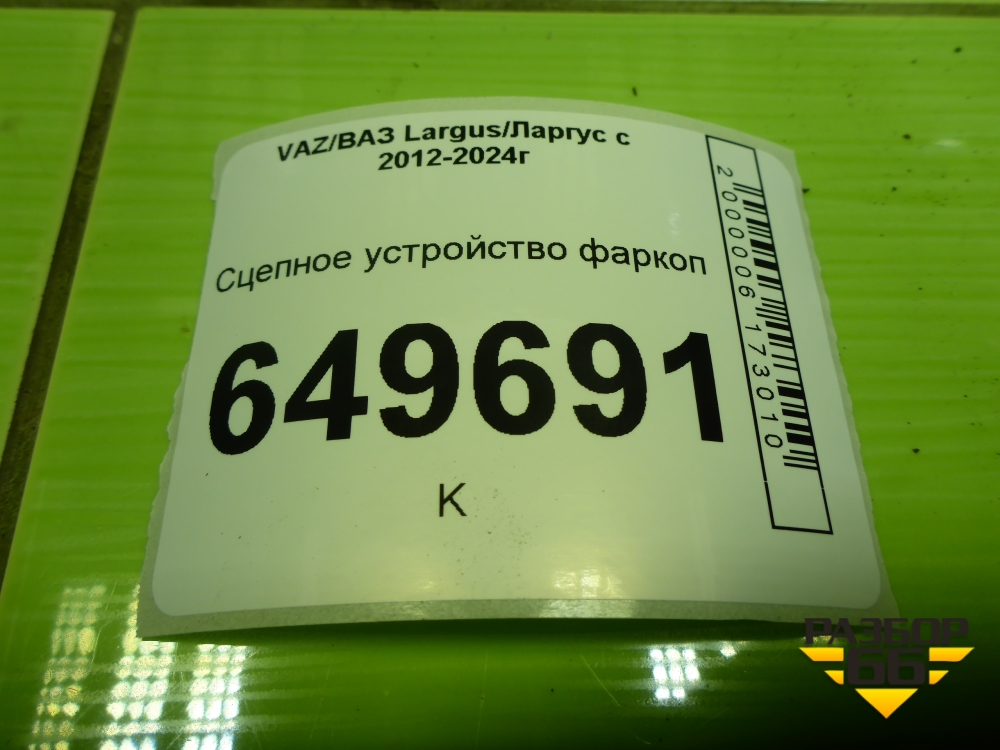 VAZ/ВАЗ Largus/Ларгус с
2012-2024г
Сцепное устройство фаркоп
649691
К
2000006173010
РАЗБОР
66